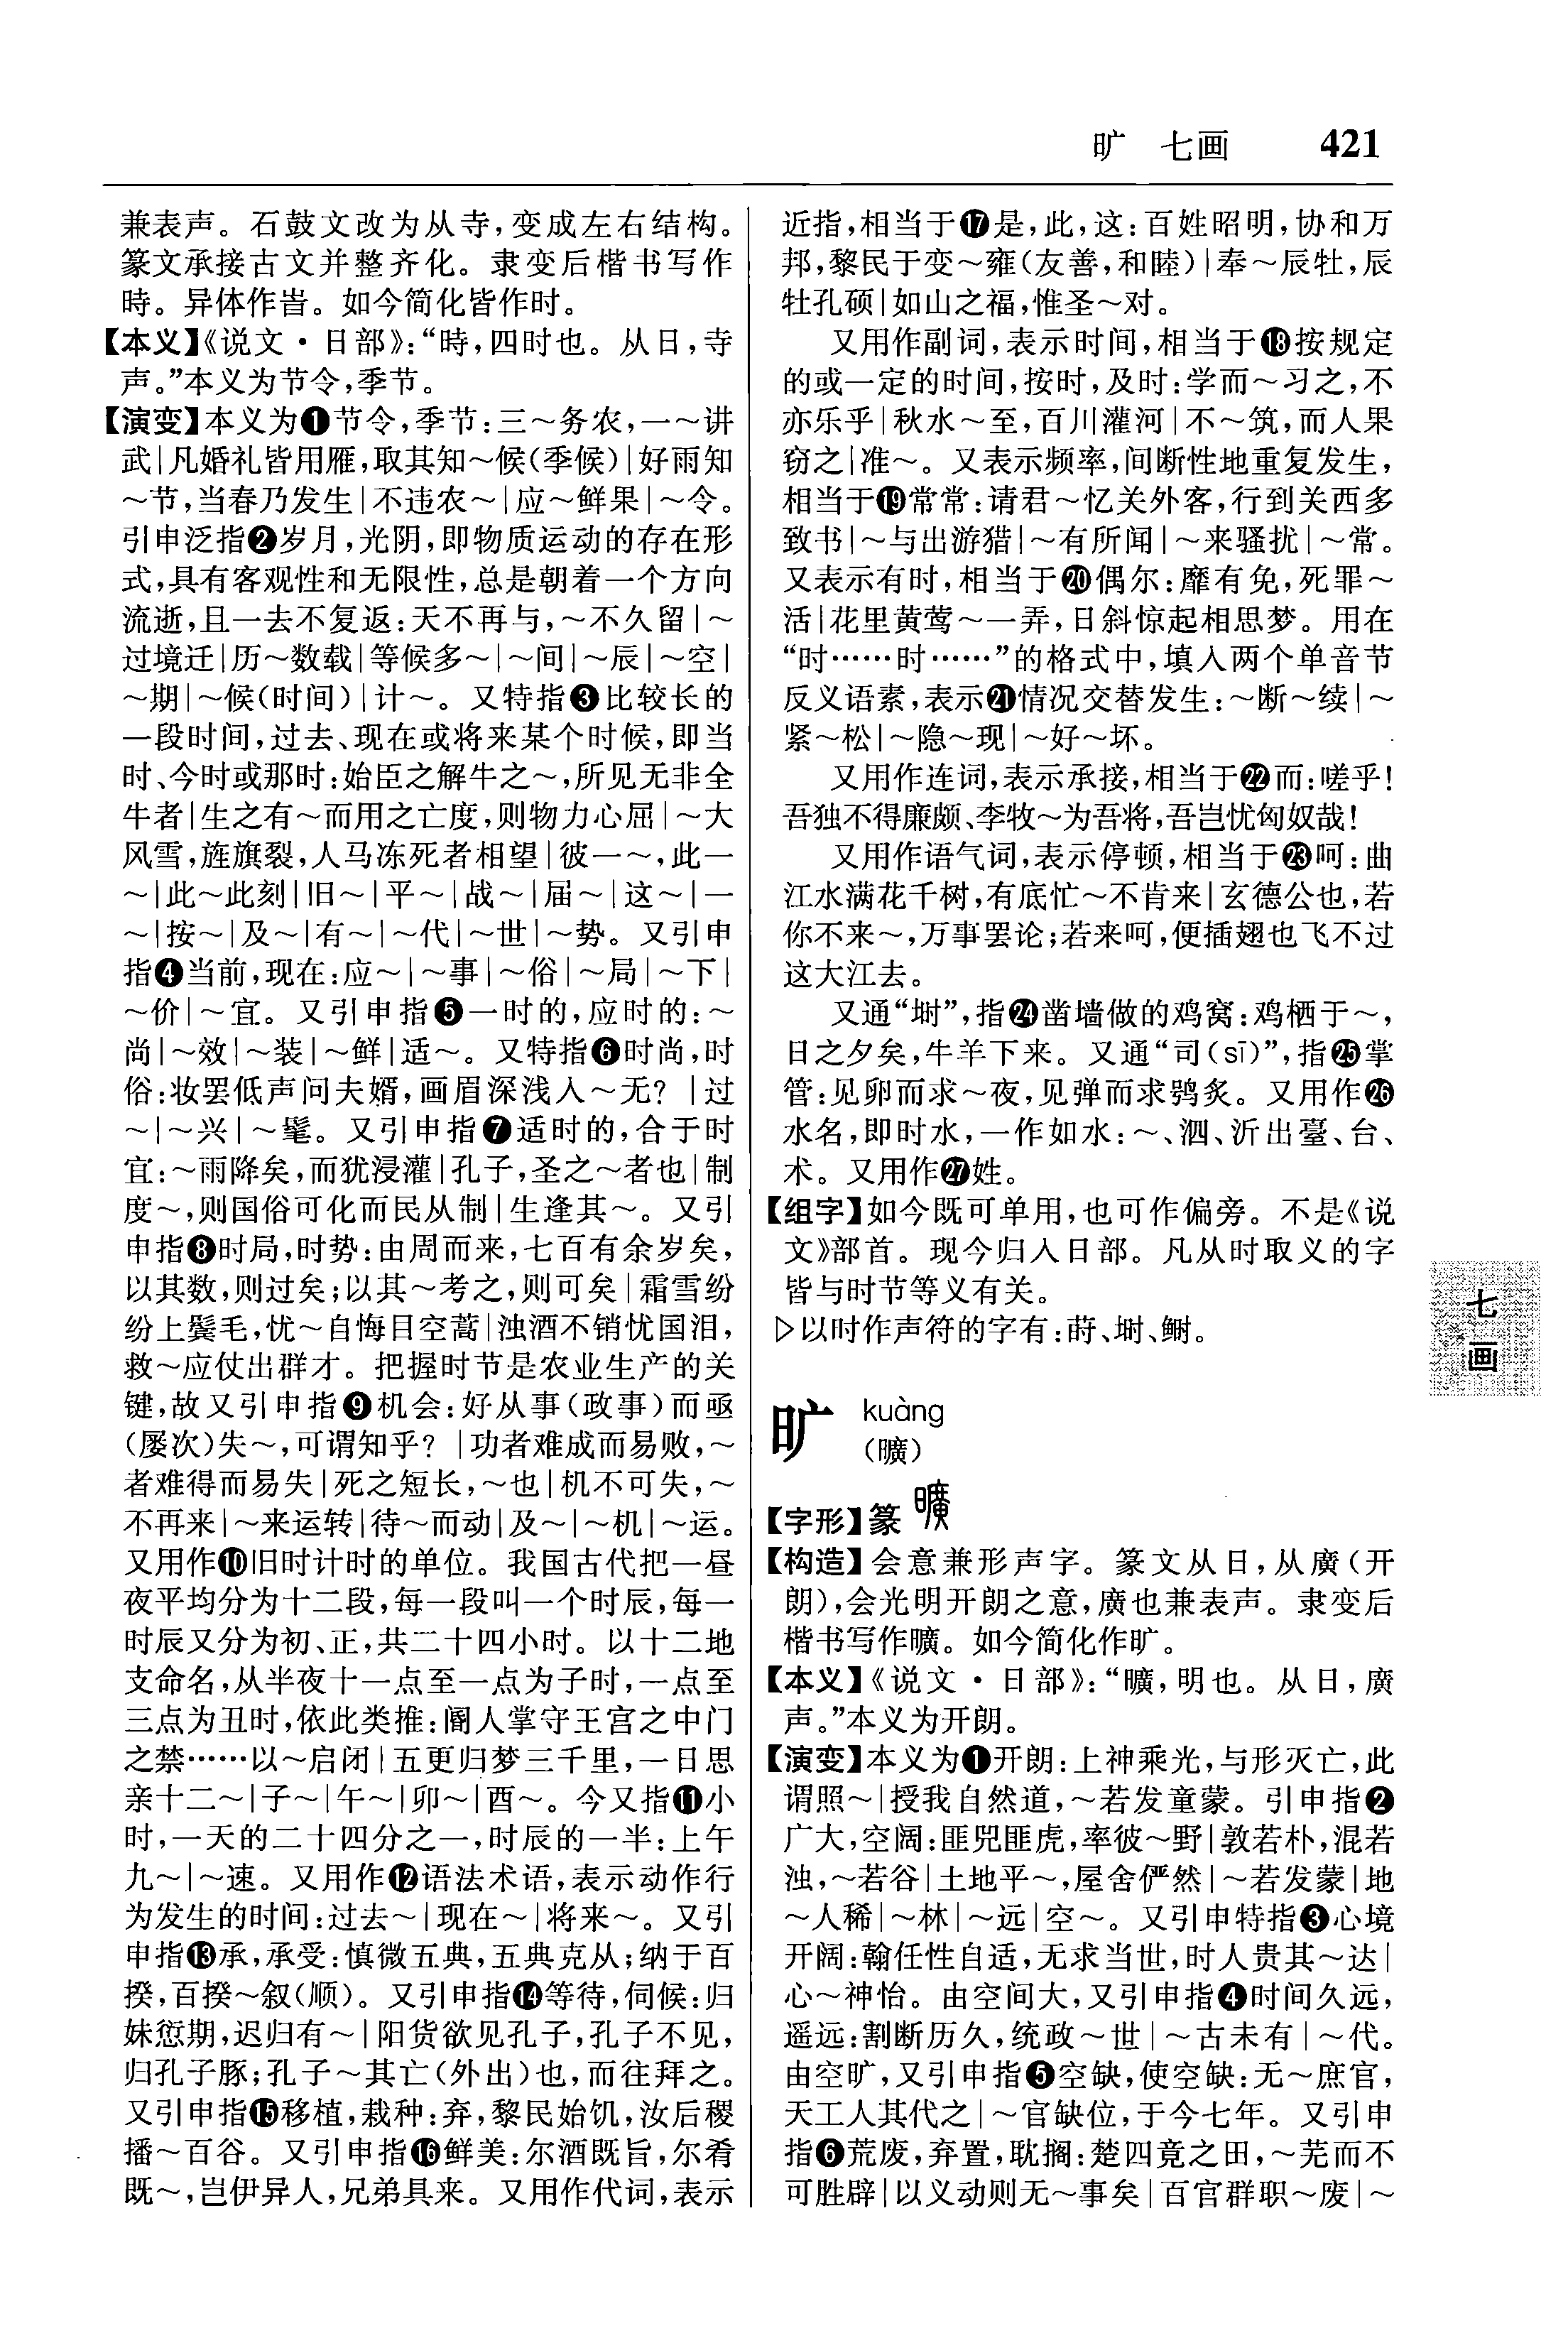 旷 七画 421
兼表声。石鼓文改为从寺，变成左右结构。
篆文承接古文并整齐化。隶变后楷书写作
時。异体作旹。如今简化皆作时。
【本义】《说文·日部》：“時，四时也。从日，寺
声。”本义为节令，季节。
【演变】本义为❶节令，季节：三～务农，一～讲
武|凡婚礼皆用雁，取其知～候（季候）|好雨知
～节，当春乃发生|不违农～|应～鲜果|～令。
引申泛指❷岁月，光阴，即物质运动的存在形
式，具有客观性和无限性，总是朝着一个方向
流逝，且一去不复返：天不再与，～不久留|～
过境迁|历～数载|等候多～|～间|～辰|～空|
～期|～候（时间）|计～。又特指❸比较长的
一段时间，过去、现在或将来某个时候，即当
时、今时或那时：始臣之解牛之～，所见无非全
牛者|生之有～而用之亡度，则物力心屈|～大
风雪，旌旗裂，人马冻死者相望|彼一～，此一
～|此～此刻|旧～|平～|战～|届～|这～|一
～|按～|及～|有～|～代|～世|～势。又引申
指❹当前，现在：应～|～事|～俗|～局|～下|
～价|～宜。又引申指❺一时的，应时的：～
尚|～效|～装|～鲜|适～。又特指❻时尚，时
俗：妆罢低声问夫婿，画眉深浅入～无？|过
～|～兴|～髦。又引申指❼适时的，合于时
宜：～雨降矣，而犹浸灌|孔子，圣之～者也|制
度～，则国俗可化而民从制|生逢其～。又引
申指❽时局，时势：由周而来，七百有余岁矣，
以其数，则过矣；以其～考之，则可矣|霜雪纷
纷上鬓毛，忧～自悔目空蒿|浊酒不销忧国泪，
救～应仗出群才。把握时节是农业生产的关
键，故又引申指❾机会：好从事（政事）而亟
（屡次）失～，可谓知乎？|功者难成而易败，～
者难得而易失|死之短长，～也|机不可失，～
不再来|～来运转|待～而动|及～|～机|～运。
又用作❿旧时计时的单位。我国古代把一昼
夜平均分为十二段，每一段叫一个时辰，每一
时辰又分为初、正，共二十四小时。以十二地
支命名，从半夜十一点至一点为子时，一点至
三点为丑时，依此类推：阍人掌守王宫之中门
之禁……以～启闭|五更归梦三千里，一日思
亲十二～|子～|午～|卯～|酉～。今又指⓫小
时，一天的二十四分之一，时辰的一半：上午
九～|～速。又用作⓬语法术语，表示动作行
为发生的时间：过去～|现在～|将来～。又引
申指⓭承，承受：慎微五典，五典克从；纳于百
揆，百揆～叙（顺）。又引申指⓮等待，伺候：归
妹愆期，迟归有～|阳货欲见孔子，孔子不见，
归孔子豚；孔子～其亡（外出）也，而往拜之。
又引申指⓯移植，栽种：弃，黎民始饥，汝后稷
播～百谷。又引申指⓰鲜美：尔酒既旨，尔肴
既～，岂伊异人，兄弟具来。又用作代词，表示
近指，相当于⓱是，此，这：百姓昭明，协和万
邦，黎民于变～雍（友善，和睦）|奉～辰牡，辰
牡孔硕|如山之福，惟圣～对。
又用作副词，表示时间，相当于⓲按规定
的或一定的时间，按时，及时：学而～习之，不
亦乐乎|秋水～至，百川灌河|不～筑，而人果
窃之|准～。又表示频率，间断性地重复发生，
相当于⓳常常：请君～忆关外客，行到关西多
致书|～与出游猎|～有所闻|～来骚扰|～常。
又表示有时，相当于⓴偶尔：靡有免，死罪～
活|花里黄莺～一弄，日斜惊起相思梦。用在
“时……时……”的格式中，填入两个单音节
反义语素，表示㉑情况交替发生：～断～续|～
紧～松|～隐～现|～好～坏。
又用作连词，表示承接，相当于㉒而：嗟乎！
吾独不得廉颇、李牧～为吾将，吾岂忧匈奴哉！
又用作语气词，表示停顿，相当于㉓呵：曲
江水满花千树，有底忙～不肯来|玄德公也，若
你不来～，万事罢论；若来呵，便插翅也飞不过
这大江去。
又通“埘”，指㉔凿墙做的鸡窝：鸡栖于～，
日之夕矣，牛羊下来。又通“司（sī）”，指㉕掌
管：见卵而求～夜，见弹而求鸮炙。又用作㉖
水名，即时水，一作如水：～、泗、沂出臺、台、
术。又用作㉗姓。
【组字】如今既可单用，也可作偏旁。不是《说
文》部首。现今归入日部。凡从时取义的字
皆与时节等义有关。
▷以时作声符的字有：莳、埘、鲥。
旷 kuàng
（曠）
【字形】篆 曠
【构造】会意兼形声字。篆文从日，从廣（开
朗），会光明开朗之意，廣也兼表声。隶变后
楷书写作曠。如今简化作旷。
【本义】《说文·日部》：“曠，明也。从日，廣
声。”本义为开朗。
【演变】本义为❶开朗：上神乘光，与形灭亡，此
谓照～|授我自然道，～若发童蒙。引申指❷
广大，空阔：匪兕匪虎，率彼～野|敦若朴，混若
浊，～若谷|土地平～，屋舍俨然|～若发蒙|地
～人稀|～林|～远|空～。又引申特指❸心境
开阔：翰任性自适，无求当世，时人贵其～达|
心～神怡。由空间大，又引申指❹时间久远，
遥远：割断历久，统政～世|～古未有|～代。
由空旷，又引申指❺空缺，使空缺：无～庶官，
天工人其代之|～官缺位，于今七年。又引申
指❻荒废，弃置，耽搁：楚四竟之田，～芜而不
可胜辟|以义动则无～事矣|百官群职～废|～
七
画